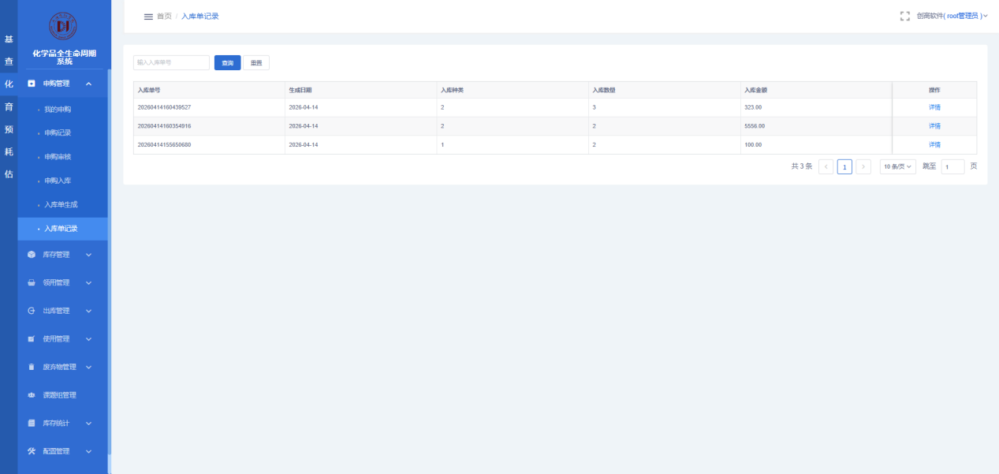 基
查
化
育
预
耗
估
化学品全生命周期
系统
申购管理
我的申购
申购记录
申购审核
申购入库
入库单生成
入库单记录
库存管理
领用管理
出库管理
使用管理
废弃物管理
课题组管理
库存统计
配置管理
首页 / 入库单记录
创高软件( root管理员 )
输入入库单号 查询 重置
入库单号 生成日期 入库种类 入库数量 入库金额 操作
20260414160439527 2026-04-14 2 3 323.00 详情
20260414160354916 2026-04-14 2 2 5556.00 详情
20260414155650680 2026-04-14 1 2 100.00 详情
共 3 条 < 1 > 10 条/页 跳至 1 页